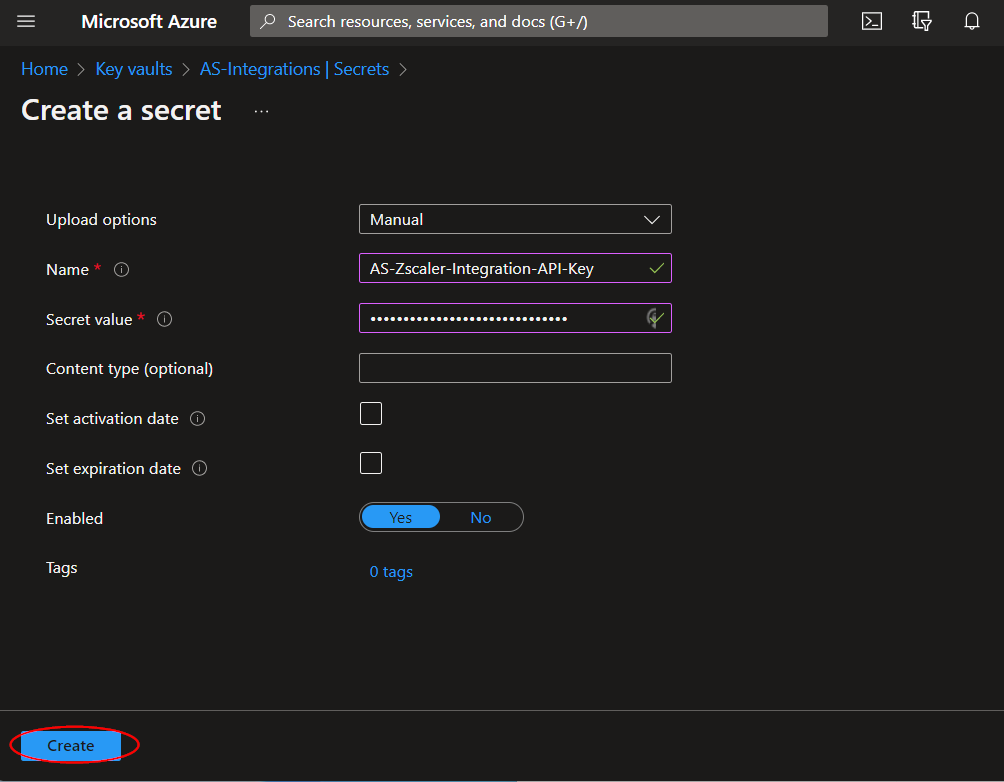 Microsoft Azure
Search resources, services, and docs (G+/)
Home > Key vaults > AS-Integrations | Secrets >
Create a secret ...
Upload options Manual
Name * AS-Zscaler-Integration-API-Key
Secret value * ••••••••••••••••••••••••••••••
Content type (optional)
Set activation date
Set expiration date
Enabled Yes No
Tags 0 tags
Create